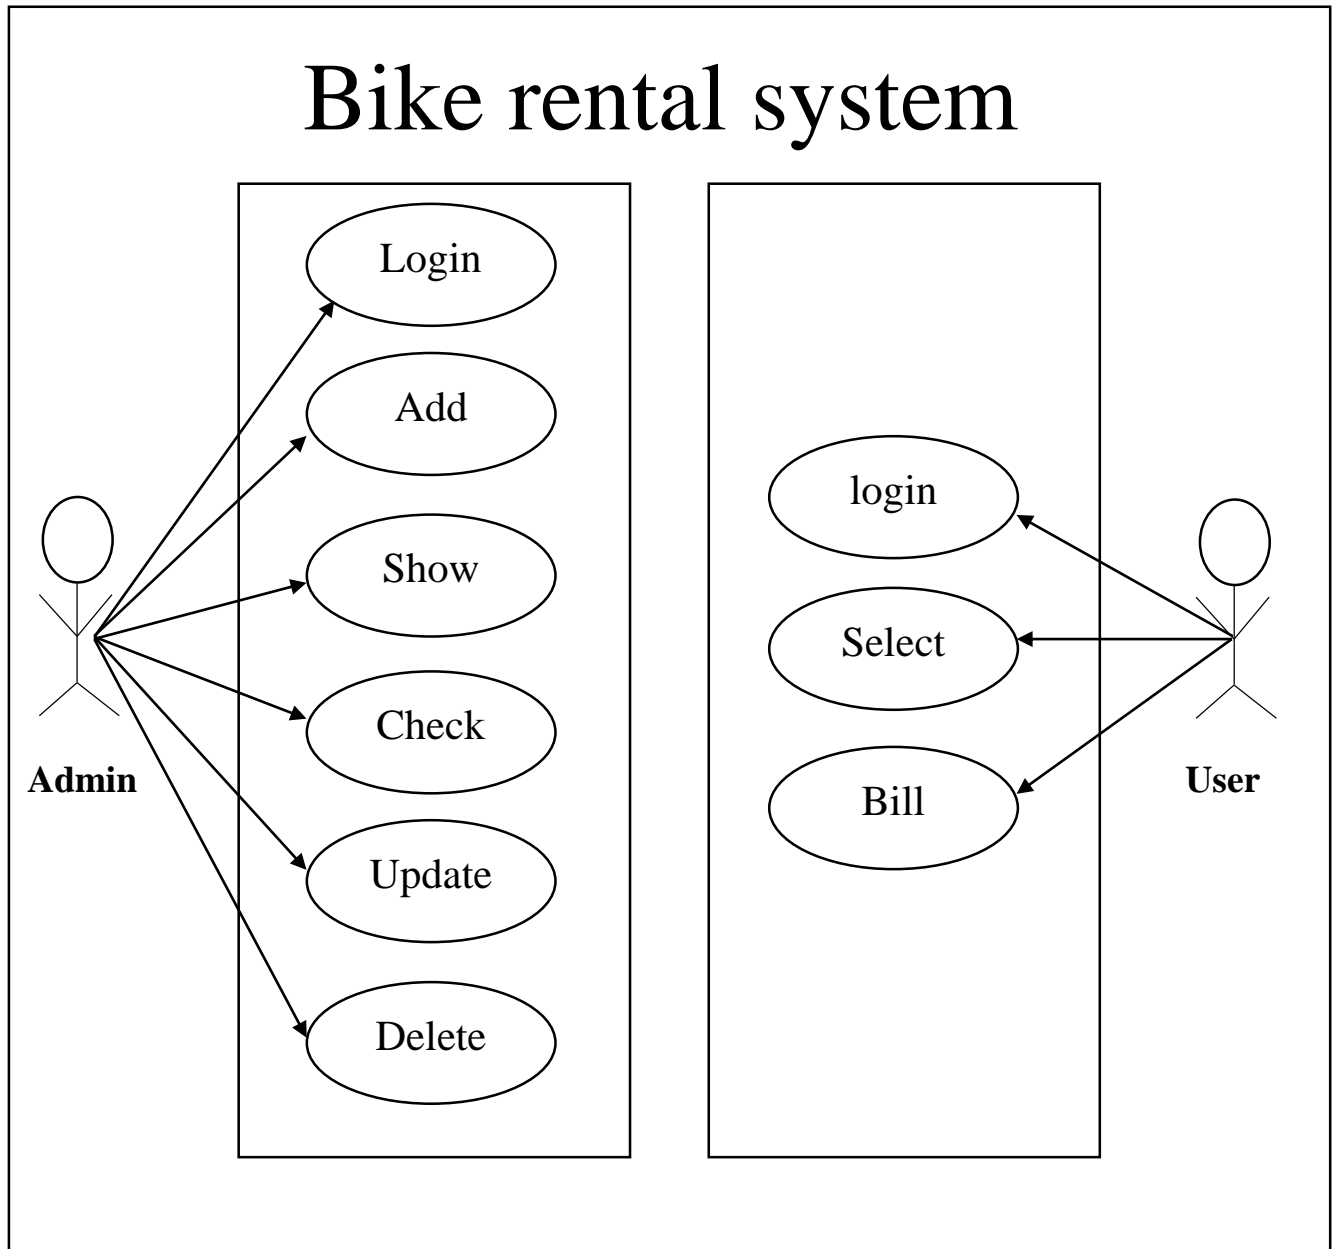 Bike rental system
Login
Add
Show
Check
Update
Delete
Admin
login
Select
Bill
User